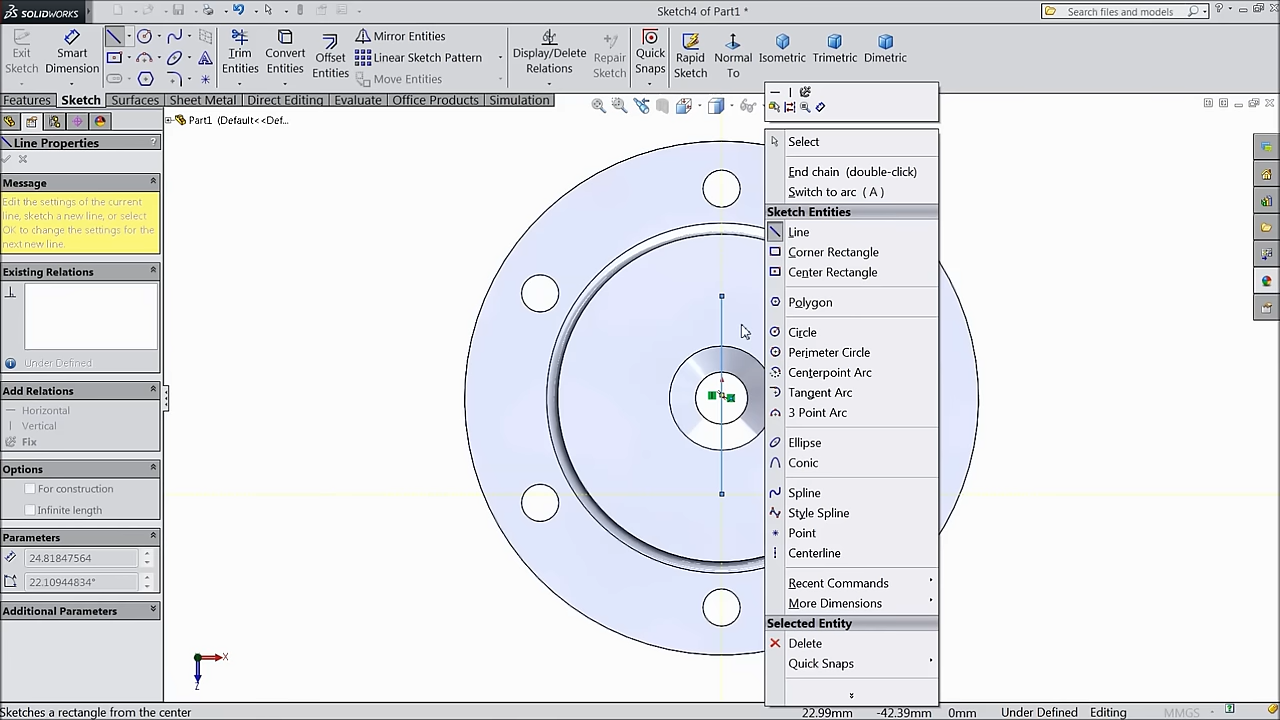 SOLIDWORKS
Sketch4 of Part1 *
Search files and models
Exit Sketch
Smart Dimension
Trim Entities
Convert Entities
Offset Entities
Mirror Entities
Linear Sketch Pattern
Move Entities
Display/Delete Relations
Repair Sketch
Quick Snaps
Rapid Sketch
Normal To
Isometric
Trimetric
Dimetric
Features
Sketch
Surfaces
Sheet Metal
Direct Editing
Evaluate
Office Products
Simulation
Part1 (Default<<Def...
Line Properties
?
Message
Edit the settings of the current
line, sketch a new line, or select
Ok to change the settings for the
next new line.
Existing Relations
Under Defined
Add Relations
Horizontal
Vertical
Fix
Options
For construction
Infinite length
Parameters
24.81847564
22.10944834°
Additional Parameters
Select
End chain (double-click)
Switch to arc ( A )
Sketch Entities
Line
Corner Rectangle
Center Rectangle
Polygon
Circle
Perimeter Circle
Centerpoint Arc
Tangent Arc
3 Point Arc
Ellipse
Conic
Spline
Style Spline
Point
Centerline
Recent Commands
More Dimensions
Selected Entity
Delete
Quick Snaps
X
Z
Sketches a rectangle from the center
22.99mm
-42.39mm
0mm
Under Defined
Editing
MMGS